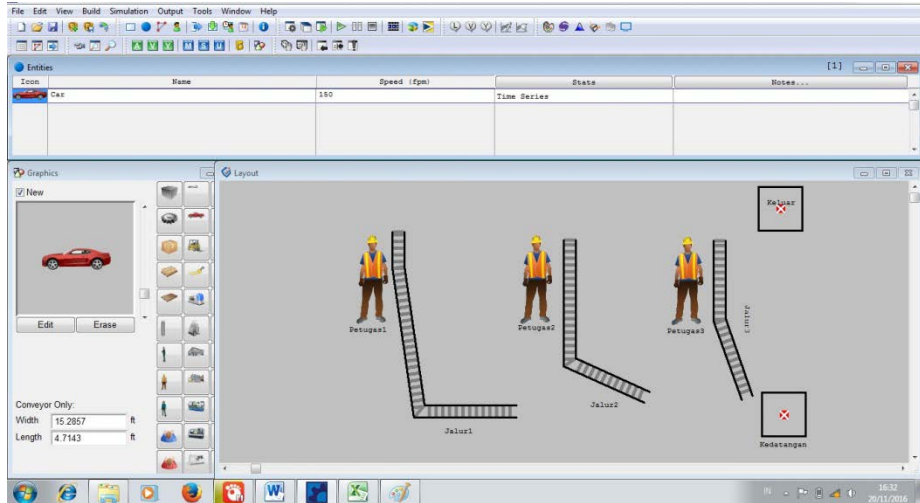 File Edit View Build Simulation Output Tools Window Help
Entities
[1]
Icon Name Speed (fpm) Stats Notes...
Car 150 Time Series
Graphics
New
Edit Erase
Conveyor Only:
Width 15.2857 ft
Length 4.7143 ft
Layout
Keluar
Petugas1
Petugas2
Petugas3
Jalur3
Jalur2
Jalur1
Kedatangan
IN
16:32
20/11/2016